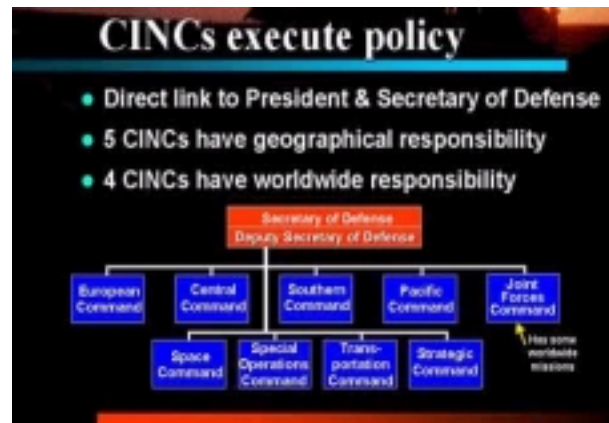 CINCs execute policy
Direct link to President & Secretary of Defense
5 CINCs have geographical responsibility
4 CINCs have worldwide responsibility
Secretary of Defense
Deputy Secretary of Defense
European
Command
Central
Command
Southern
Command
Pacific
Command
Joint
Forces
Command
Has some
worldwide
missions
Space
Command
Special
Operations
Command
Trans-
portation
Command
Strategic
Command